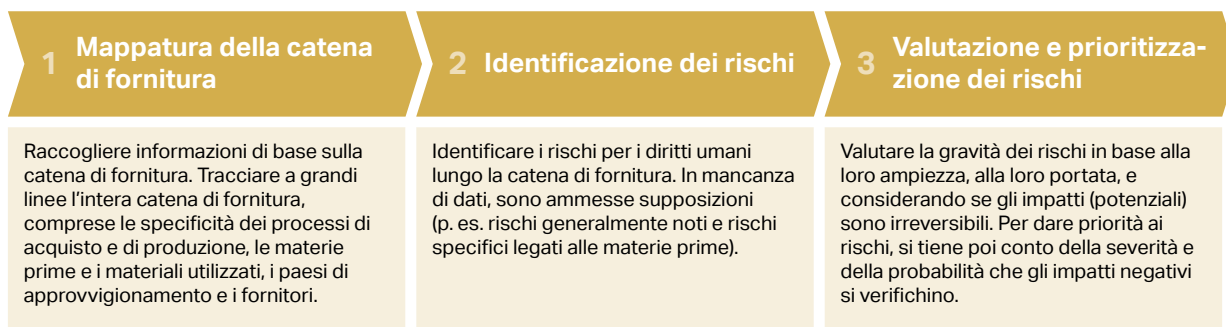 1 Mappatura della catena
di fornitura
Raccogliere informazioni di base sulla
catena di fornitura. Tracciare a grandi
linee l'intera catena di fornitura,
comprese le specificità dei processi di
acquisto e di produzione, le materie
prime e i materiali utilizzati, i paesi di
approvvigionamento e i fornitori.
2 Identificazione dei rischi
Identificare i rischi per i diritti umani
lungo la catena di fornitura. In mancanza
di dati, sono ammesse supposizioni
(p. es. rischi generalmente noti e rischi
specifici legati alle materie prime).
3 Valutazione e prioritizza-
zione dei rischi
Valutare la gravità dei rischi in base alla
loro ampiezza, alla loro portata, e
considerando se gli impatti (potenziali)
sono irreversibili. Per dare priorità ai
rischi, si tiene poi conto della severità e
della probabilità che gli impatti negativi
si verifichino.